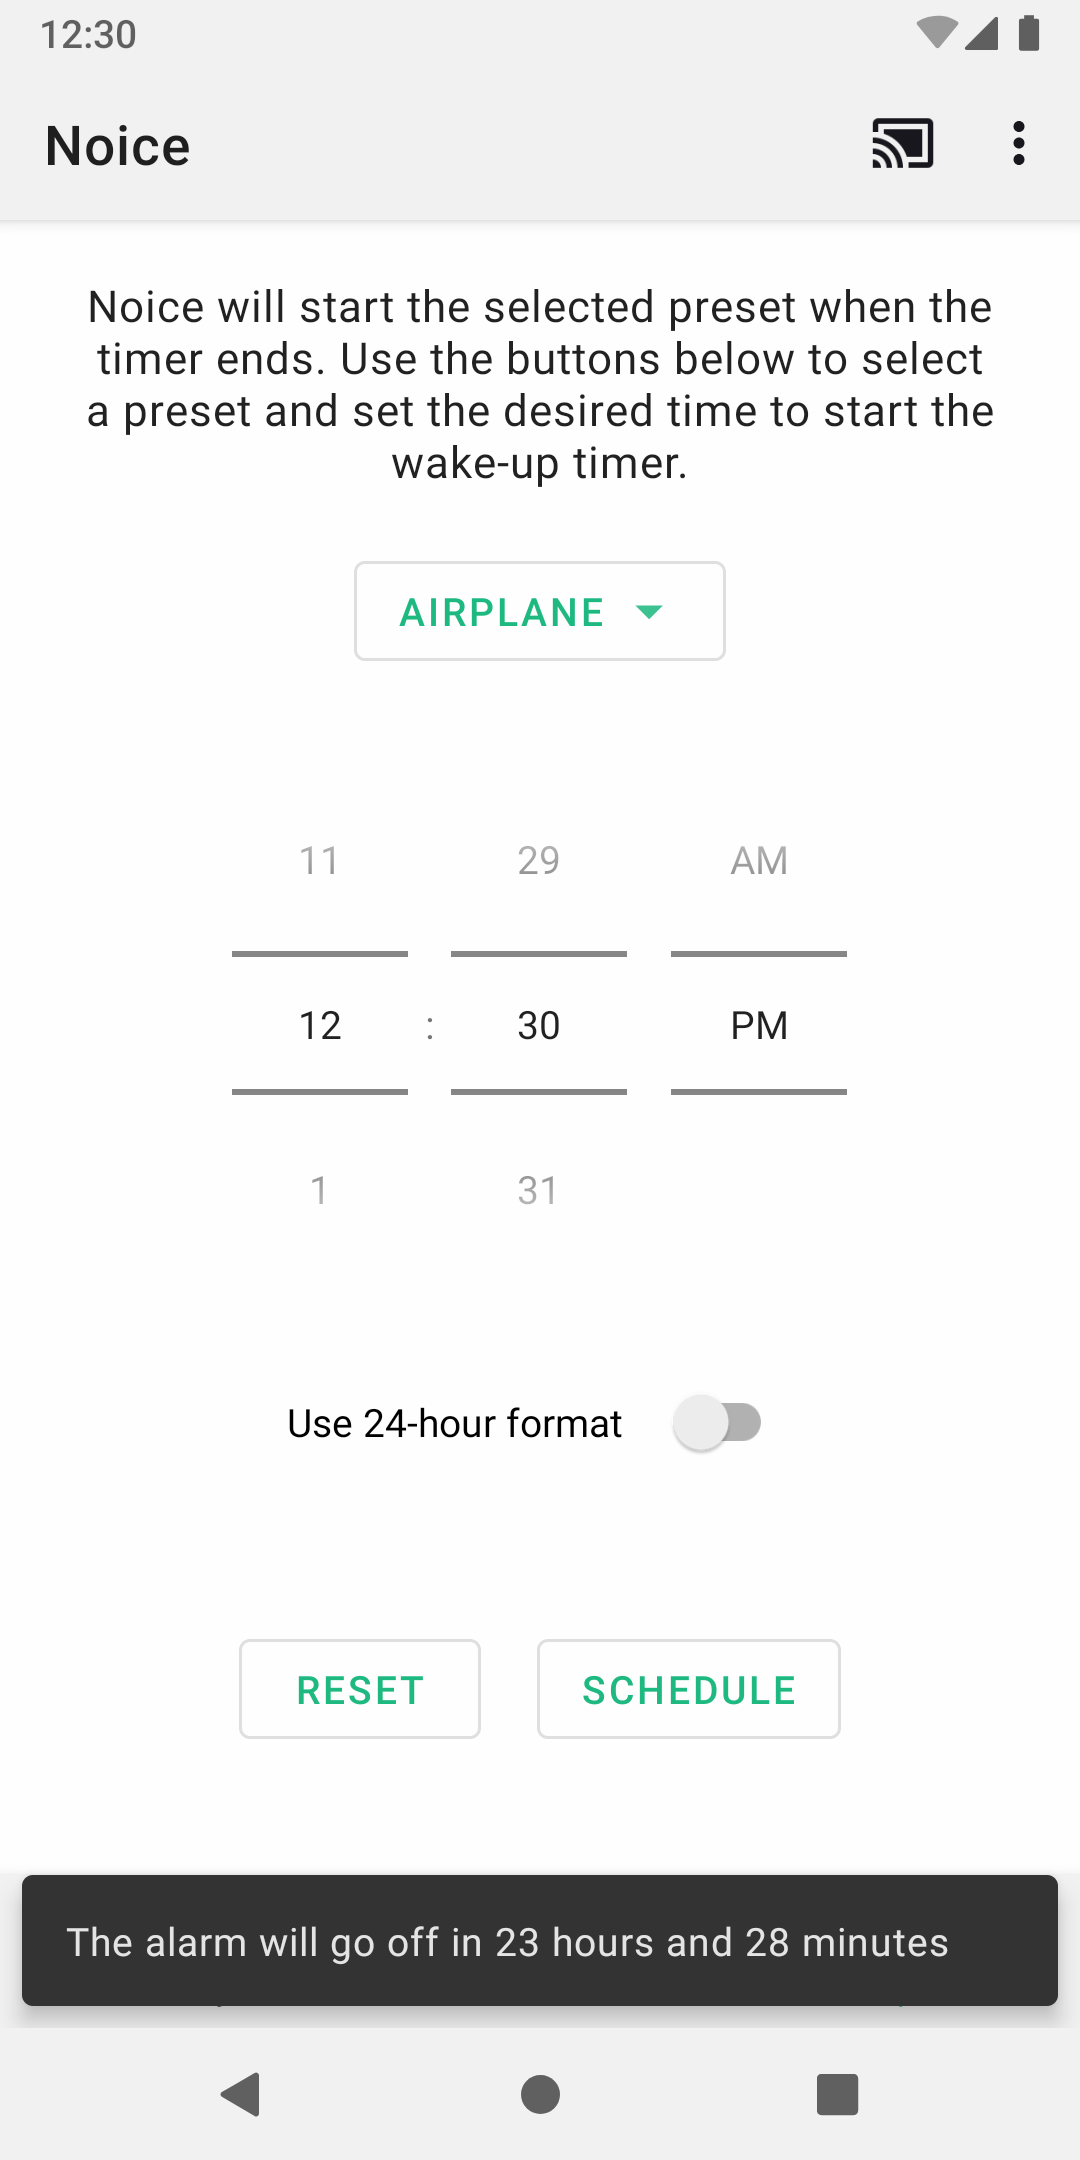 12:30
Noice
Noice will start the selected preset when the
timer ends. Use the buttons below to select
a preset and set the desired time to start the
wake-up timer.
AIRPLANE
11 29 AM
12 : 30 PM
1 31
Use 24-hour format
RESET SCHEDULE
The alarm will go off in 23 hours and 28 minutes